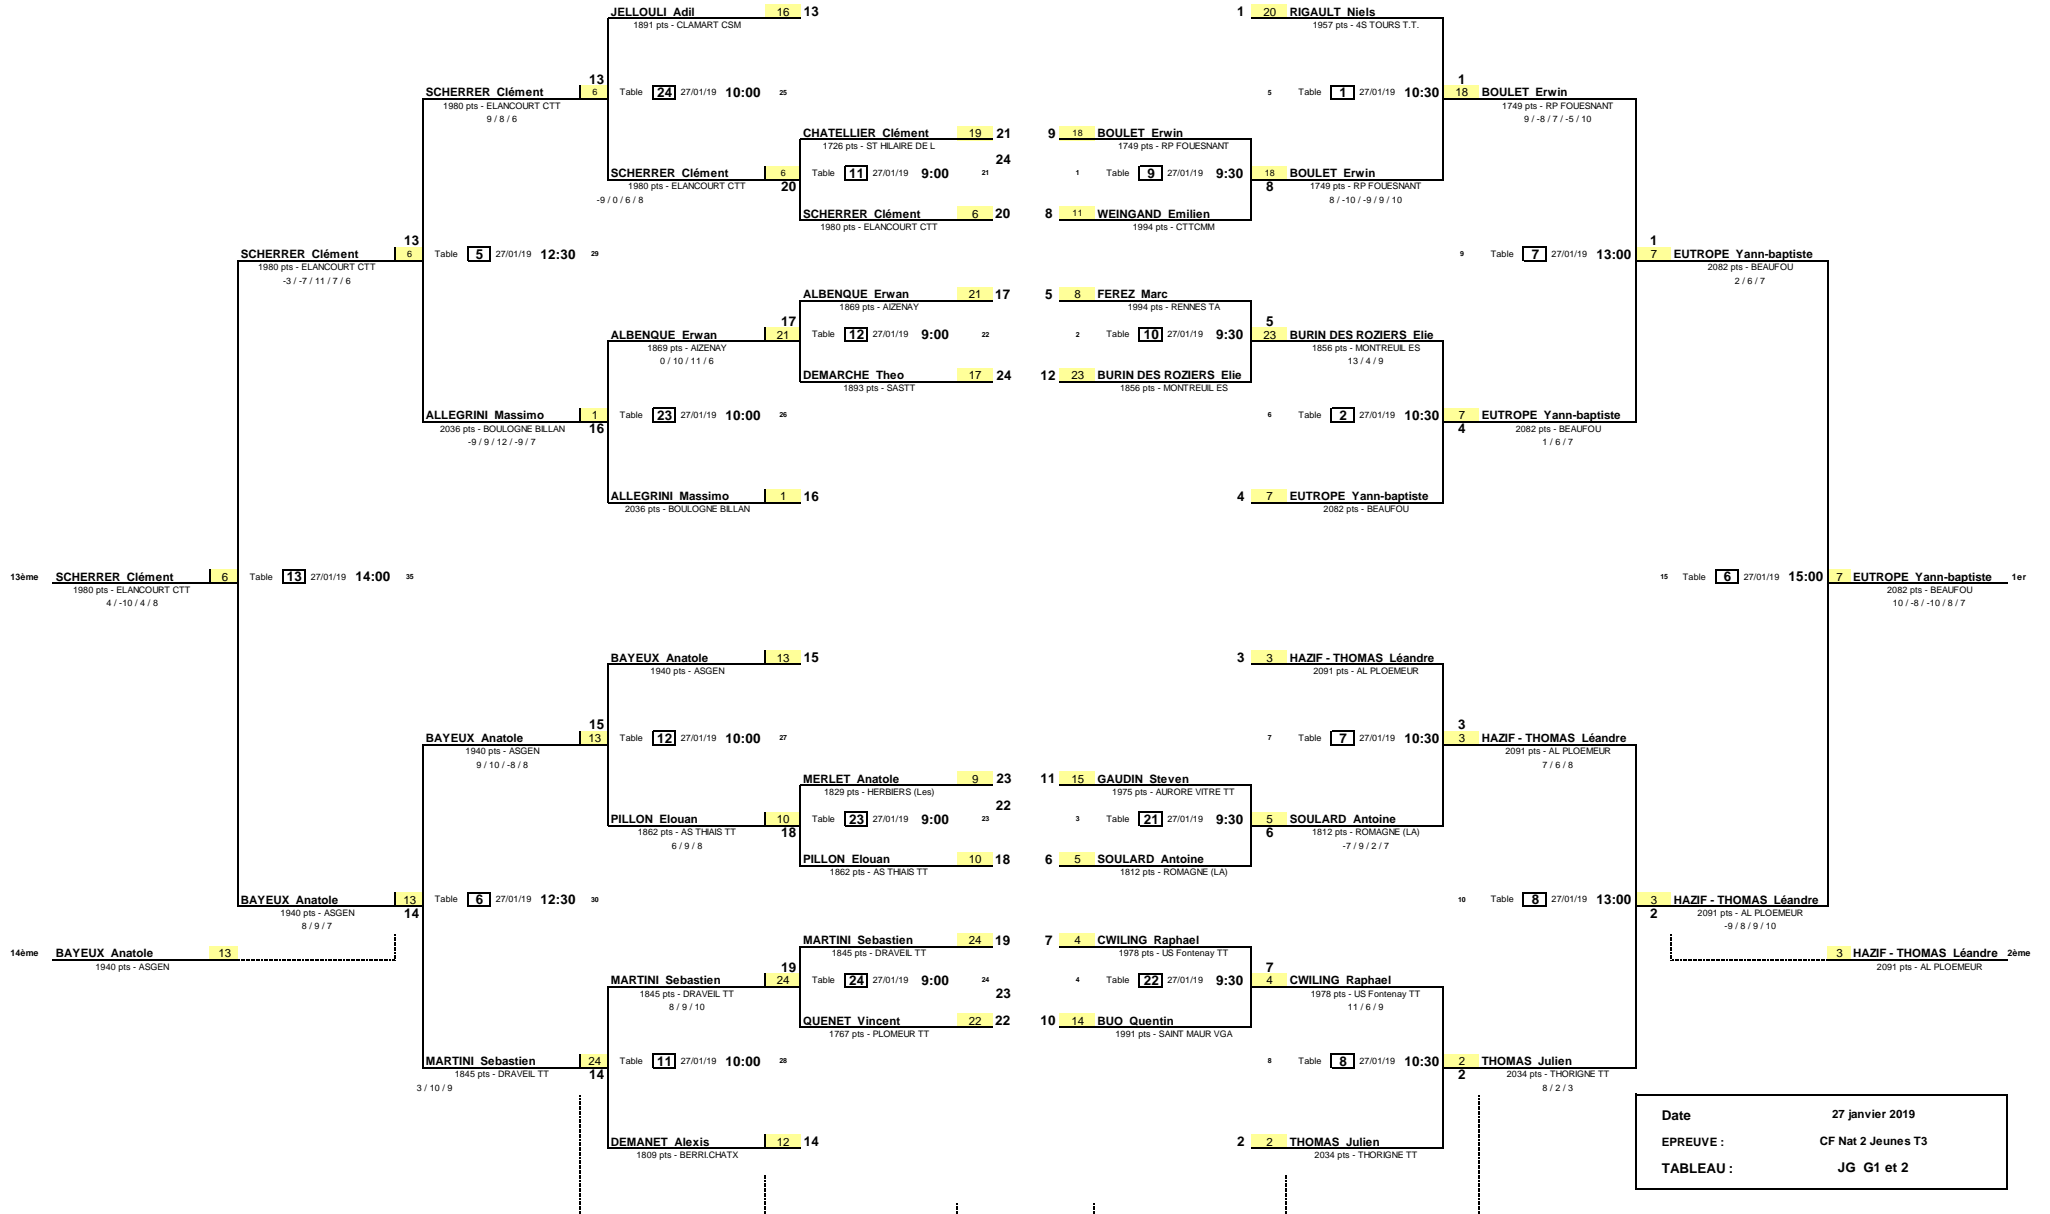 JELLOULI Adil 16 13 1 20 RIGAULT Niels
1891 pts - CLAMART CSM 1957 pts - 4S TOURS T.T.
13 1
SCHERRER Clément 6 Table 24 27/01/19 10:00 25 5 Table 1 27/01/19 10:30 18 BOULET Erwin
1980 pts - ELANCOURT CTT 1749 pts - RP FOUESNANT
9 / 8 / 6 9 / -8 / 7 / -5 / 10
CHATELLIER Clément 19 21 9 18 BOULET Erwin
1726 pts - ST HILAIRE DE L 1749 pts - RP FOUESNANT
24
SCHERRER Clément 6 Table 11 27/01/19 9:00 21 1 Table 9 27/01/19 9:30 18 BOULET Erwin
1980 pts - ELANCOURT CTT 20 8 1749 pts - RP FOUESNANT
-9 / 0 / 6 / 8 8 / -10 / -9 / 9 / 10
SCHERRER Clément 6 20 8 11 WEINGAND Emilien
1980 pts - ELANCOURT CTT 1994 pts - CTTCMM
13 1
SCHERRER Clément 6 Table 5 27/01/19 12:30 29 9 Table 7 27/01/19 13:00 7 EUTROPE Yann-baptiste
1980 pts - ELANCOURT CTT 2082 pts - BEAUFOU
-3 / -7 / 11 / 7 / 6 2 / 6 / 7
ALBENQUE Erwan 21 17 5 8 FEREZ Marc
1869 pts - AIZENAY 1994 pts - RENNES TA
17 5
ALBENQUE Erwan 21 Table 12 27/01/19 9:00 22 2 Table 10 27/01/19 9:30 23 BURIN DES ROZIERS Elie
1869 pts - AIZENAY 1856 pts - MONTREUIL ES
0 / 10 / 11 / 6 13 / 4 / 9
DEMARCHE Theo 17 24 12 23 BURIN DES ROZIERS Elie
1893 pts - SASTT 1856 pts - MONTREUIL ES
ALLEGRINI Massimo 1 Table 23 27/01/19 10:00 26 6 Table 2 27/01/19 10:30 7 EUTROPE Yann-baptiste
2036 pts - BOULOGNE BILLAN 16 4 2082 pts - BEAUFOU
-9 / 9 / 12 / -9 / 7 1 / 6 / 7
ALLEGRINI Massimo 1 16 4 7 EUTROPE Yann-baptiste
2036 pts - BOULOGNE BILLAN 2082 pts - BEAUFOU
13ème SCHERRER Clément 6 Table 13 27/01/19 14:00 35 15 Table 6 27/01/19 15:00 7 EUTROPE Yann-baptiste 1er
1980 pts - ELANCOURT CTT 2082 pts - BEAUFOU
4 / -10 / 4 / 8 10 / -8 / -10 / 8 / 7
BAYEUX Anatole 13 15 3 3 HAZIF - THOMAS Léandre
1940 pts - ASGEN 2091 pts - AL PLOEMEUR
15 3
BAYEUX Anatole 13 Table 12 27/01/19 10:00 27 7 Table 7 27/01/19 10:30 3 HAZIF - THOMAS Léandre
1940 pts - ASGEN 2091 pts - AL PLOEMEUR
9 / 10 / -8 / 8 7 / 6 / 8
MERLET Anatole 9 23 11 15 GAUDIN Steven
1829 pts - HERBIERS (Les) 1975 pts - AURORE VITRE TT
22
PILLON Elouan 10 Table 23 27/01/19 9:00 23 3 Table 21 27/01/19 9:30 5 SOULARD Antoine
1862 pts - AS THIAIS TT 18 6 1812 pts - ROMAGNE (LA)
6 / 9 / 8 -7 / 9 / 2 / 7
PILLON Elouan 10 18 6 5 SOULARD Antoine
1862 pts - AS THIAIS TT 1812 pts - ROMAGNE (LA)
BAYEUX Anatole 13 Table 6 27/01/19 12:30 30 10 Table 8 27/01/19 13:00 3 HAZIF - THOMAS Léandre
1940 pts - ASGEN 14 2 2091 pts - AL PLOEMEUR
8 / 9 / 7 -9 / 8 / 9 / 10
MARTINI Sebastien 24 19 7 4 CWILING Raphael
1845 pts - DRAVEIL TT 1978 pts - US Fontenay TT
14ème BAYEUX Anatole 13 3 HAZIF - THOMAS Léandre 2ème
1940 pts - ASGEN 2091 pts - AL PLOEMEUR
19 7
MARTINI Sebastien 24 Table 24 27/01/19 9:00 24 4 Table 22 27/01/19 9:30 4 CWILING Raphael
1845 pts - DRAVEIL TT 23 1978 pts - US Fontenay TT
8 / 9 / 10 11 / 6 / 9
QUENET Vincent 22 22 10 14 BUO Quentin
1767 pts - PLOMEUR TT 1991 pts - SAINT MAUR VGA
MARTINI Sebastien 24 Table 11 27/01/19 10:00 28 8 Table 8 27/01/19 10:30 2 THOMAS Julien
1845 pts - DRAVEIL TT 14 2 2034 pts - THORIGNE TT
3 / 10 / 9 8 / 2 / 3
DEMANET Alexis 12 14 2 2 THOMAS Julien
1809 pts - BERRI.CHATX 2034 pts - THORIGNE TT
Date 27 janvier 2019
EPREUVE : CF Nat 2 Jeunes T3
TABLEAU : JG G1 et 2